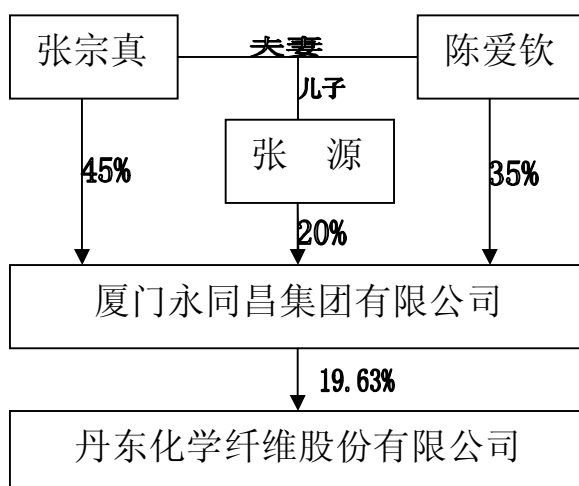 张宗真
夫妻
陈爱钦
儿子
张 源
45%
35%
20%
厦门永同昌集团有限公司
19.63%
丹东化学纤维股份有限公司